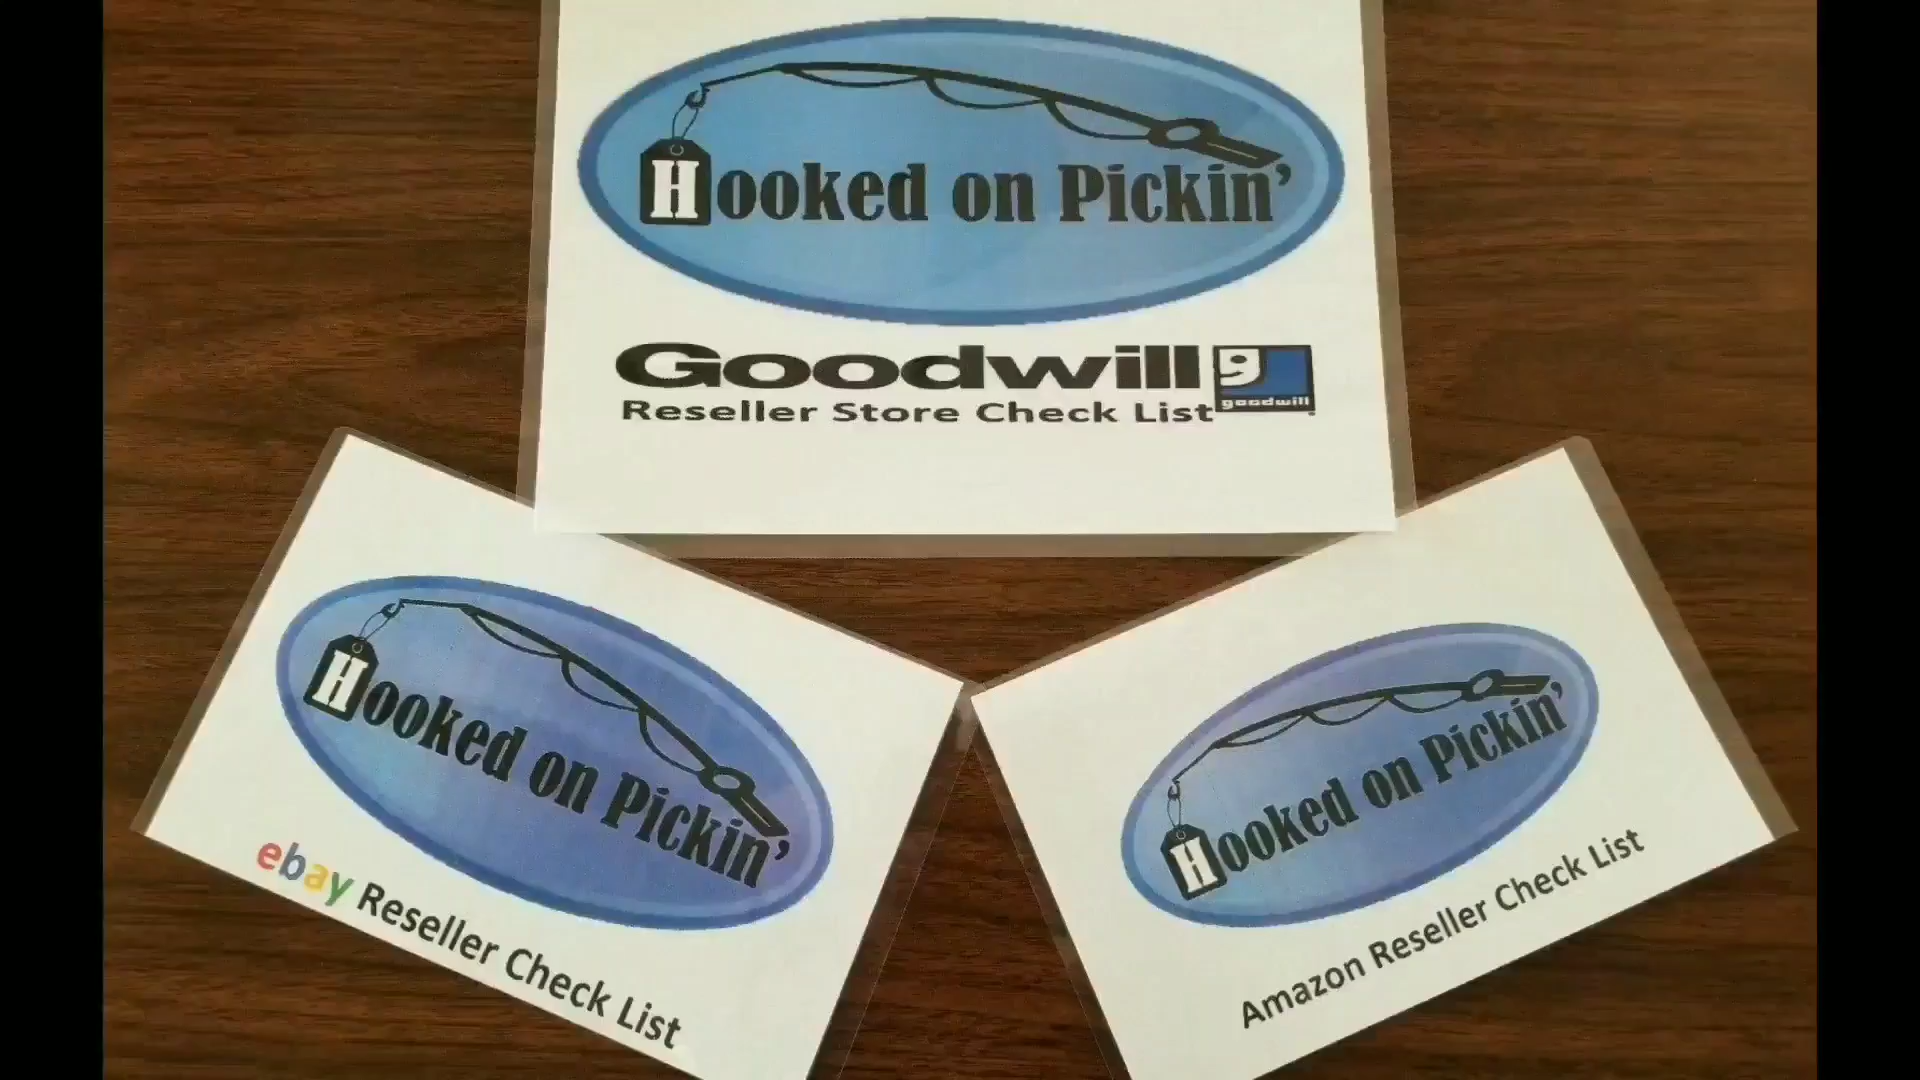 Hooked on Pickin'
Goodwill
g
goodwill
Reseller Store Check List
Hooked on Pickin'
ebay Reseller Check List
Hooked on Pickin'
Amazon Reseller Check List